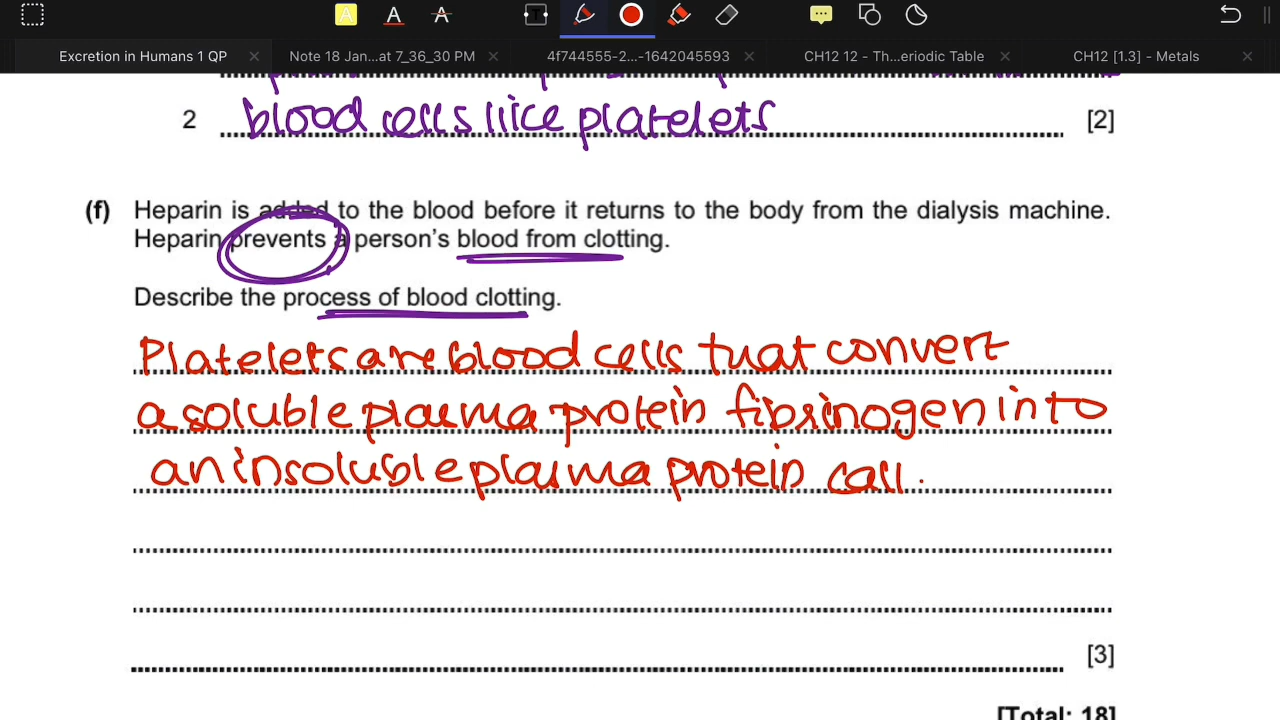 A A A T
Excretion in Humans 1 QP × Note 18 Jan...at 7_36_30 PM × 4f744555-2...-1642045593 × CH12 12 - Th...eriodic Table × CH12 [1.3] - Metals ×
2 blood cells like platelets [2]
(f) Heparin is added to the blood before it returns to the body from the dialysis machine.
Heparin prevents a person's blood from clotting.
Describe the process of blood clotting.
Platelets are blood cells that convert
a soluble plasma protein fibrinogen into
an insoluble plasma protein call
[3]
[Total: 18]